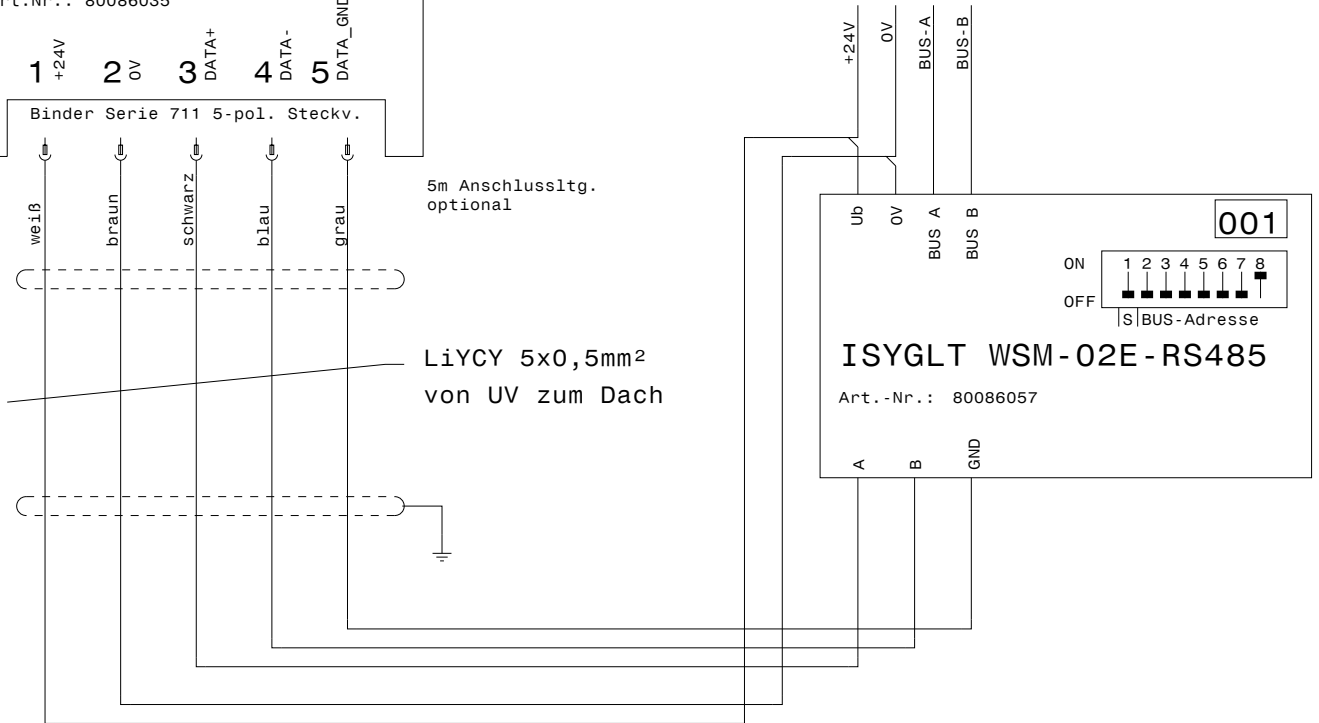 rt.Nr.: 80086035
1 +24V
2 0V
3 DATA+
4 DATA-
5 DATA_GND
Binder Serie 711 5-pol. Steckv.
weiß
braun
schwarz
blau
grau
5m Anschlussltg.
optional
LiYCY 5x0,5mm²
von UV zum Dach
+24V
0V
BUS-A
BUS-B
Ub
0V
BUS A
BUS B
001
ON
1 2 3 4 5 6 7 8
OFF
S BUS-Adresse
ISYGLT WSM-02E-RS485
Art.-Nr.: 80086057
A
B
GND